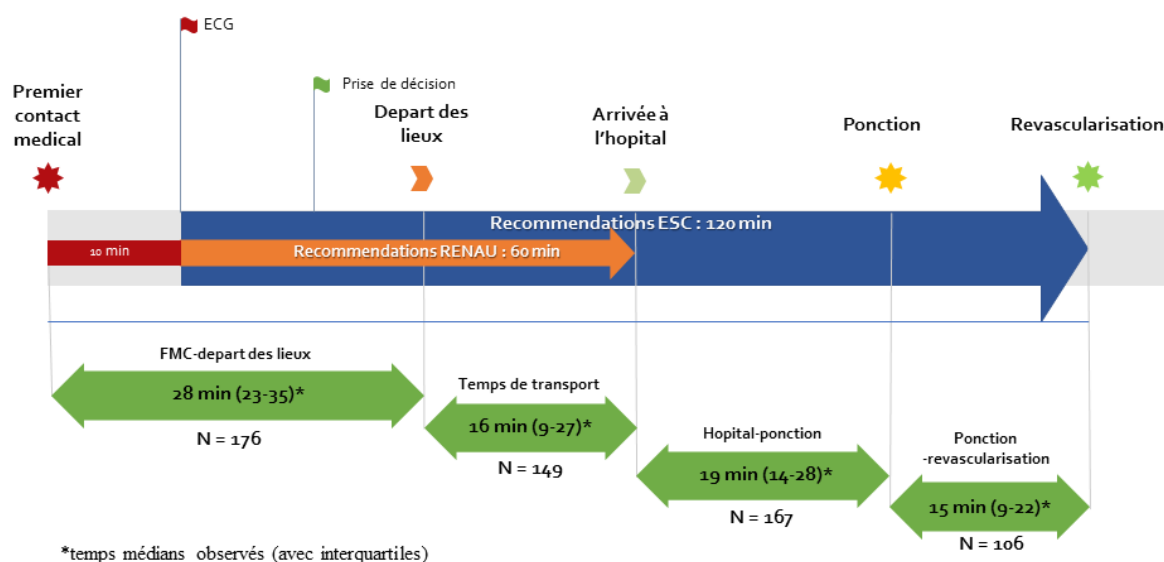 ECG
Prise de décision
Premier
contact
medical
Depart des
lieux
Arrivée à
l'hopital
Ponction
Revascularisation
Recommendations ESC : 120 min
10 min
Recommendations RENAU : 60 min
FMC-depart des lieux
28 min (23-35)*
N = 176
Temps de transport
16 min (9-27)*
N = 149
Hopital-ponction
19 min (14-28)*
N = 167
Ponction
-revascularisation
15 min (9-22)*
N = 106
*temps médians observés (avec interquartiles)